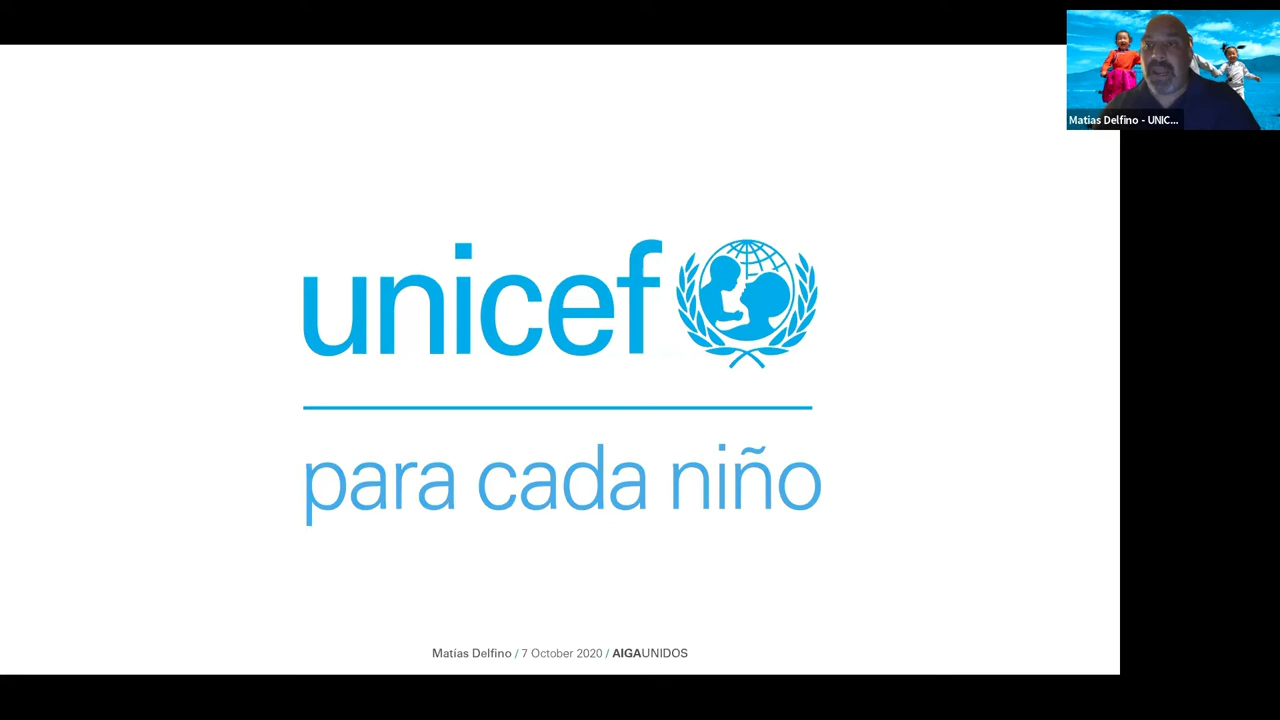 Matias Delfino - UNIC...
unicef
para cada niño
Matías Delfino / 7 October 2020 / AIGAUNIDOS